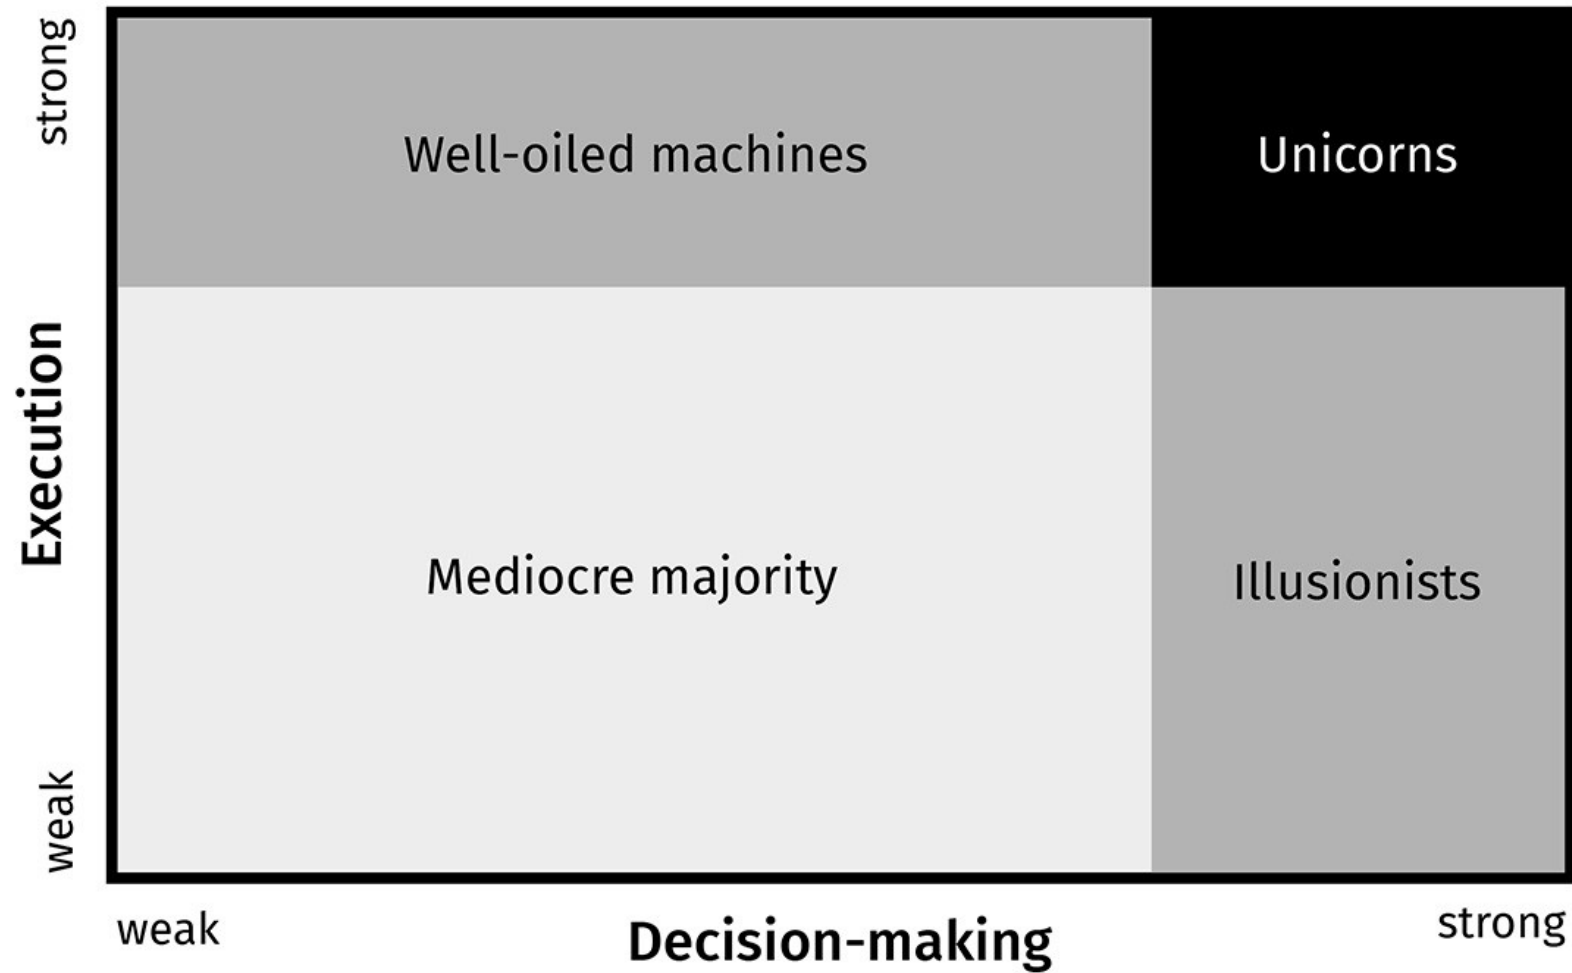 strong
Well-oiled machines
Unicorns
Execution
Mediocre majority
Illusionists
weak
weak
Decision-making
strong